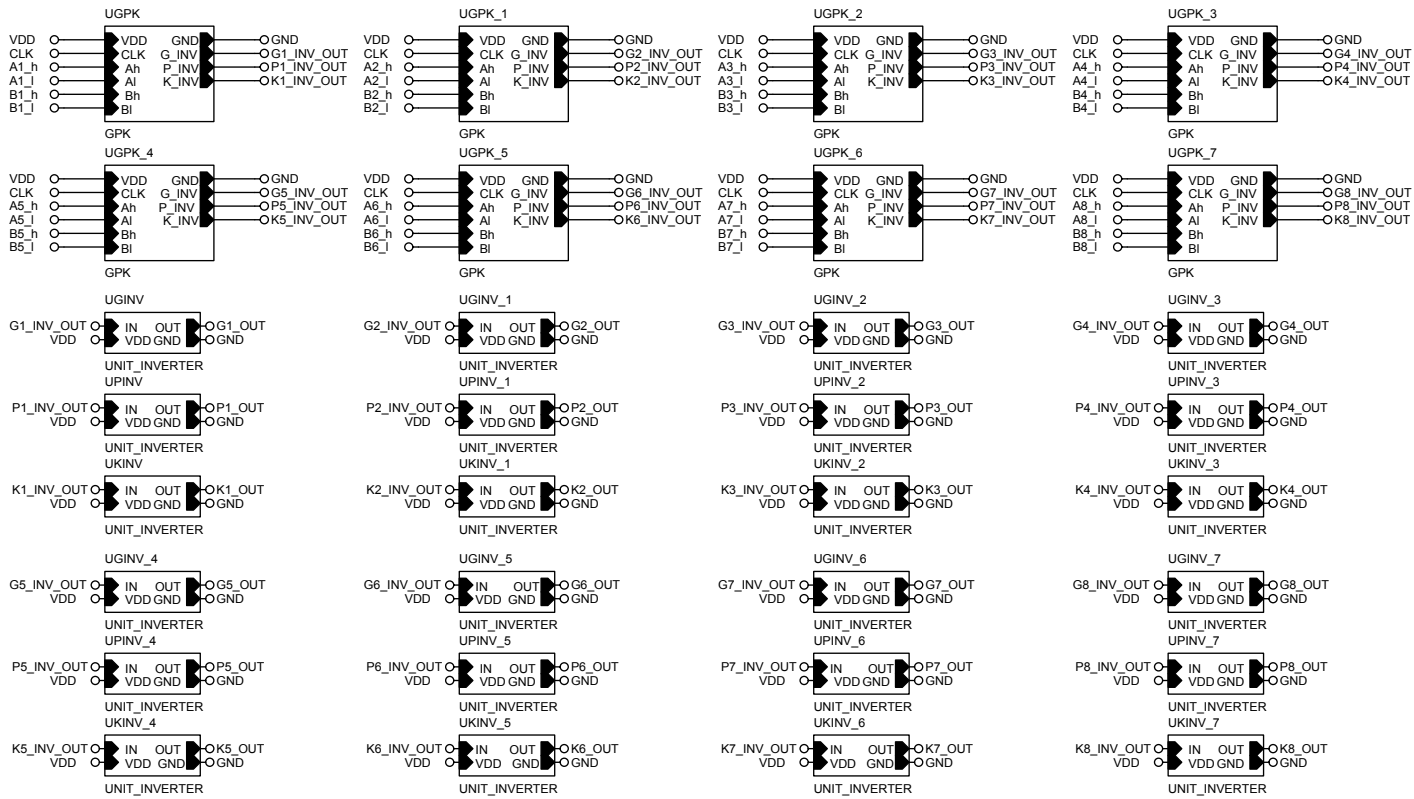 UGPK UGPK_1 UGPK_2 UGPK_3
VDD VDD GND GND VDD VDD GND GND VDD VDD GND GND VDD VDD GND GND
CLK CLK G_INV G1_INV_OUT CLK CLK G_INV G2_INV_OUT CLK CLK G_INV G3_INV_OUT CLK CLK G_INV G4_INV_OUT
A1_h Ah P_INV P1_INV_OUT A2_h Ah P_INV P2_INV_OUT A3_h Ah P_INV P3_INV_OUT A4_h Ah P_INV P4_INV_OUT
A1_l Al K_INV K1_INV_OUT A2_l Al K_INV K2_INV_OUT A3_l Al K_INV K3_INV_OUT A4_l Al K_INV K4_INV_OUT
B1_h Bh B2_h Bh B3_h Bh B4_h Bh
B1_l Bl B2_l Bl B3_l Bl B4_l Bl
GPK GPK GPK GPK
UGPK_4 UGPK_5 UGPK_6 UGPK_7
VDD VDD GND GND VDD VDD GND GND VDD VDD GND GND VDD VDD GND GND
CLK CLK G_INV G5_INV_OUT CLK CLK G_INV G6_INV_OUT CLK CLK G_INV G7_INV_OUT CLK CLK G_INV G8_INV_OUT
A5_h Ah P_INV P5_INV_OUT A6_h Ah P_INV P6_INV_OUT A7_h Ah P_INV P7_INV_OUT A8_h Ah P_INV P8_INV_OUT
A5_l Al K_INV K5_INV_OUT A6_l Al K_INV K6_INV_OUT A7_l Al K_INV K7_INV_OUT A8_l Al K_INV K8_INV_OUT
B5_h Bh B6_h Bh B7_h Bh B8_h Bh
B5_l Bl B6_l Bl B7_l Bl B8_l Bl
GPK GPK GPK GPK
UGINV UGINV_1 UGINV_2 UGINV_3
G1_INV_OUT IN OUT G1_OUT G2_INV_OUT IN OUT G2_OUT G3_INV_OUT IN OUT G3_OUT G4_INV_OUT IN OUT G4_OUT
VDD VDD GND GND VDD VDD GND GND VDD VDD GND GND VDD VDD GND GND
UNIT_INVERTER UNIT_INVERTER UNIT_INVERTER UNIT_INVERTER
UPINV UPINV_1 UPINV_2 UPINV_3
P1_INV_OUT IN OUT P1_OUT P2_INV_OUT IN OUT P2_OUT P3_INV_OUT IN OUT P3_OUT P4_INV_OUT IN OUT P4_OUT
VDD VDD GND GND VDD VDD GND GND VDD VDD GND GND VDD VDD GND GND
UNIT_INVERTER UNIT_INVERTER UNIT_INVERTER UNIT_INVERTER
UKINV UKINV_1 UKINV_2 UKINV_3
K1_INV_OUT IN OUT K1_OUT K2_INV_OUT IN OUT K2_OUT K3_INV_OUT IN OUT K3_OUT K4_INV_OUT IN OUT K4_OUT
VDD VDD GND GND VDD VDD GND GND VDD VDD GND GND VDD VDD GND GND
UNIT_INVERTER UNIT_INVERTER UNIT_INVERTER UNIT_INVERTER
UGINV_4 UGINV_5 UGINV_6 UGINV_7
G5_INV_OUT IN OUT G5_OUT G6_INV_OUT IN OUT G6_OUT G7_INV_OUT IN OUT G7_OUT G8_INV_OUT IN OUT G8_OUT
VDD VDD GND GND VDD VDD GND GND VDD VDD GND GND VDD VDD GND GND
UNIT_INVERTER UNIT_INVERTER UNIT_INVERTER UNIT_INVERTER
UPINV_4 UPINV_5 UPINV_6 UPINV_7
P5_INV_OUT IN OUT P5_OUT P6_INV_OUT IN OUT P6_OUT P7_INV_OUT IN OUT P7_OUT P8_INV_OUT IN OUT P8_OUT
VDD VDD GND GND VDD VDD GND GND VDD VDD GND GND VDD VDD GND GND
UNIT_INVERTER UNIT_INVERTER UNIT_INVERTER UNIT_INVERTER
UKINV_4 UKINV_5 UKINV_6 UKINV_7
K5_INV_OUT IN OUT K5_OUT K6_INV_OUT IN OUT K6_OUT K7_INV_OUT IN OUT K7_OUT K8_INV_OUT IN OUT K8_OUT
VDD VDD GND GND VDD VDD GND GND VDD VDD GND GND VDD VDD GND GND
UNIT_INVERTER UNIT_INVERTER UNIT_INVERTER UNIT_INVERTER